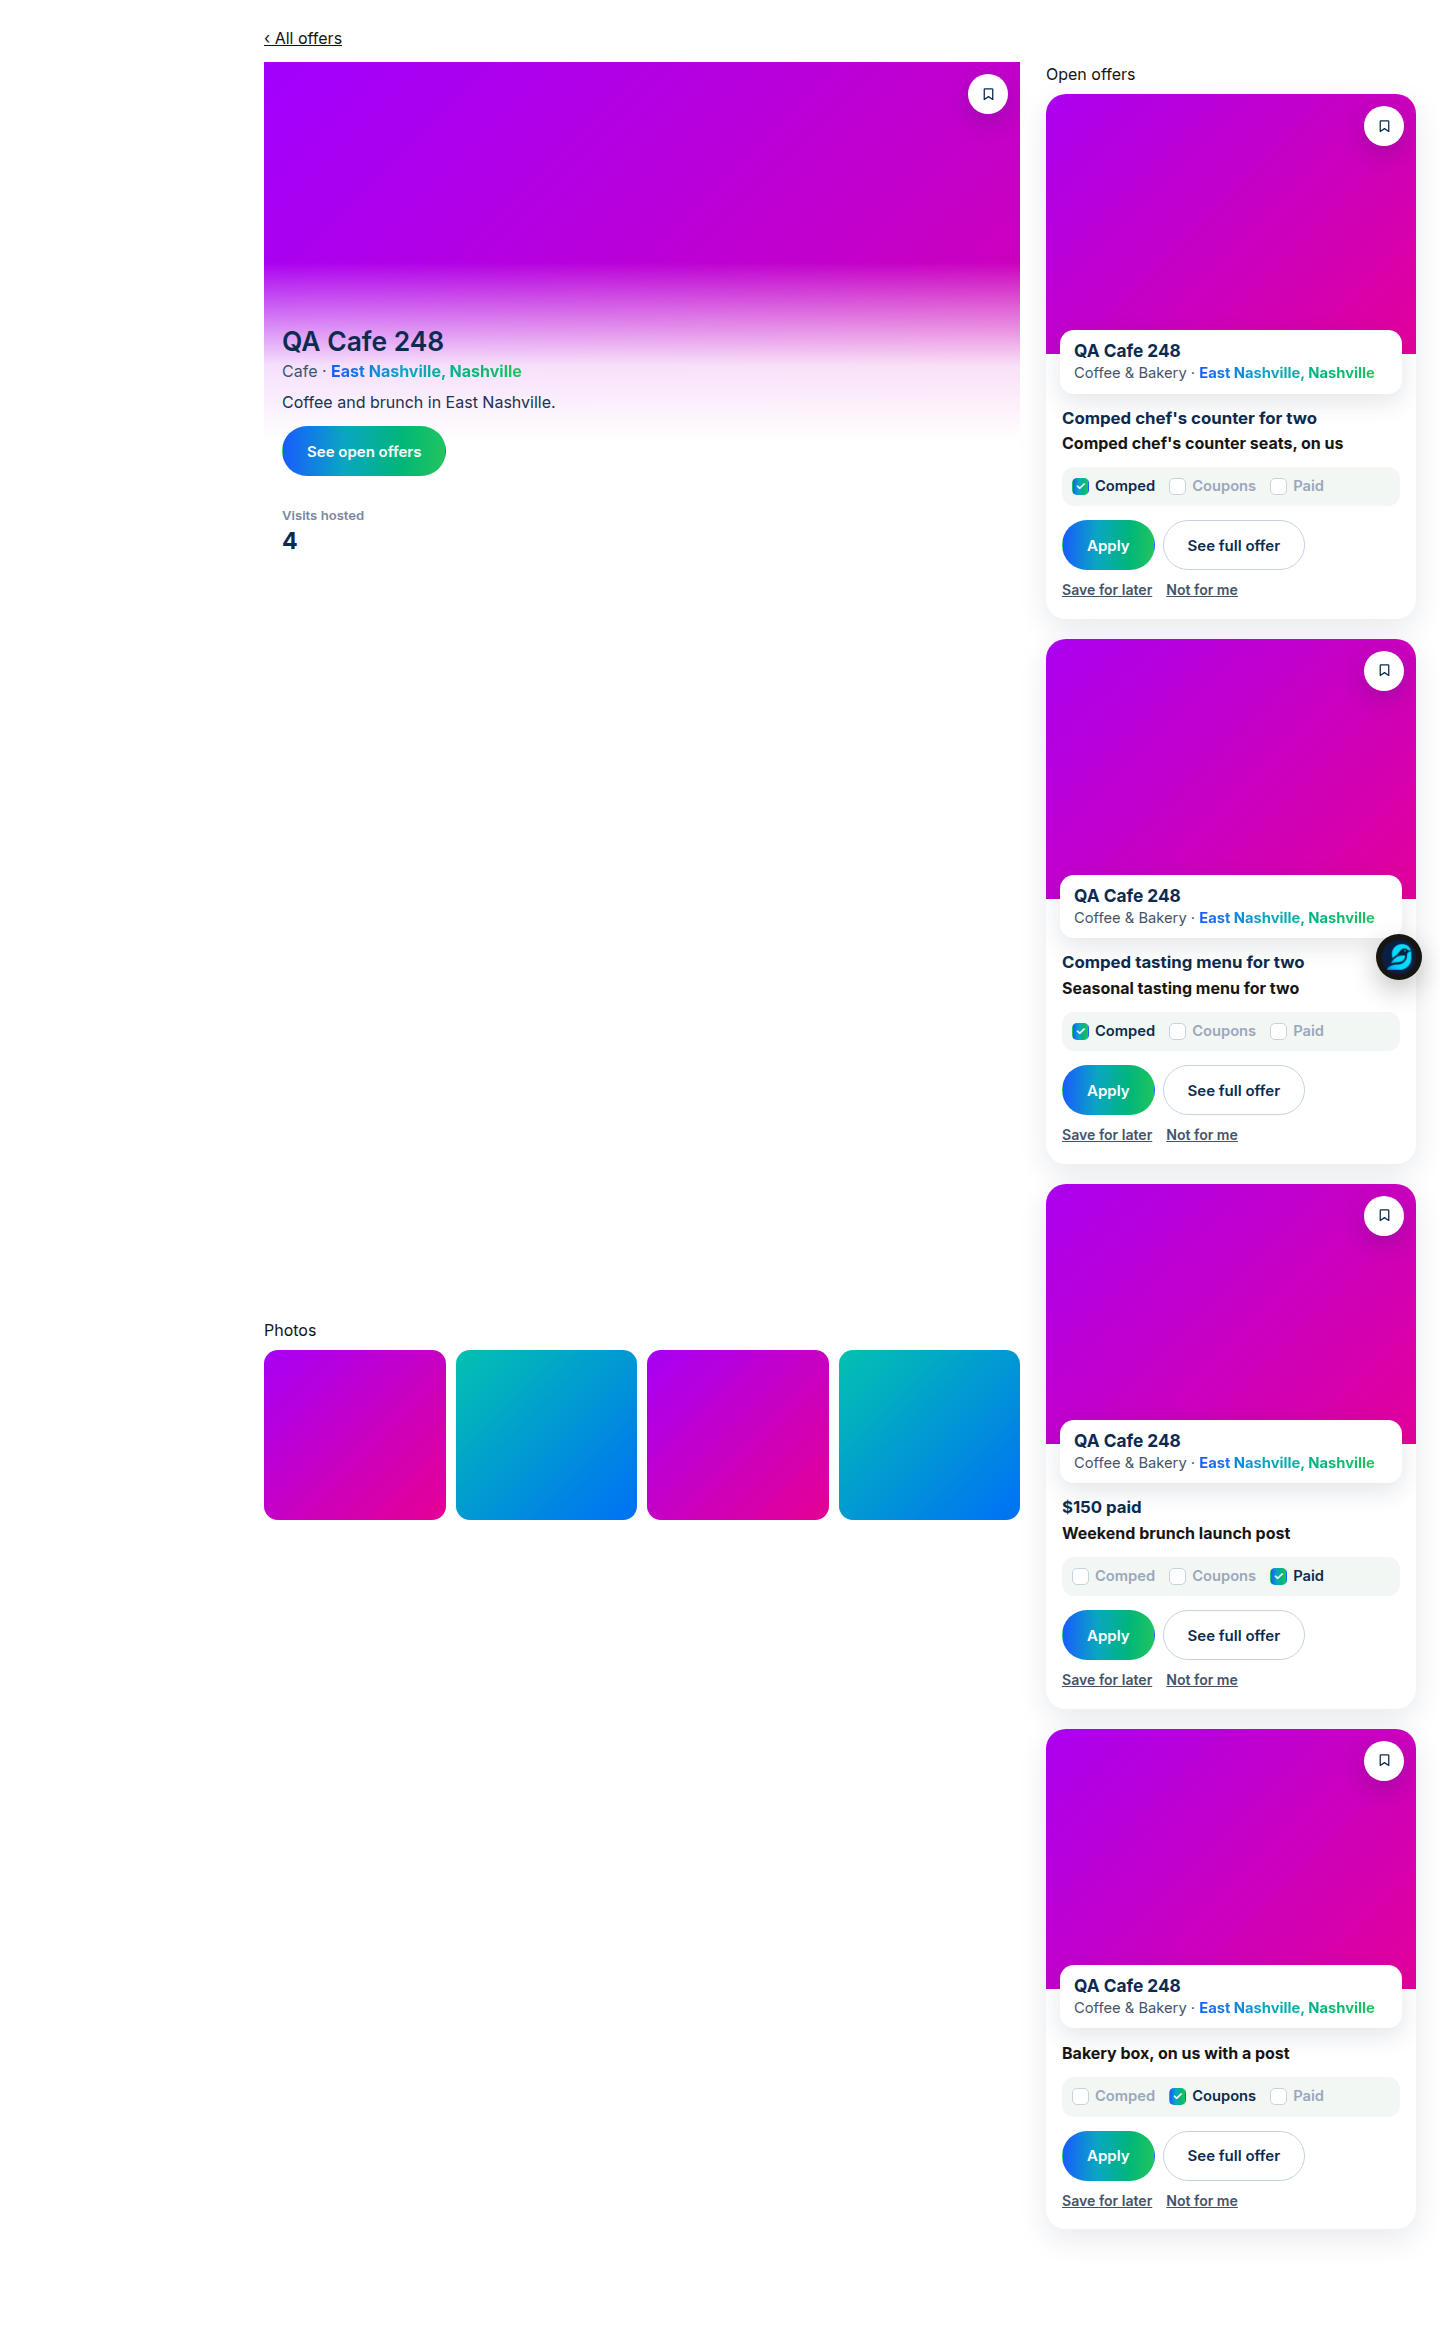 ‹ All offers
QA Cafe 248
Cafe · East Nashville, Nashville
Coffee and brunch in East Nashville.
See open offers
Visits hosted
4
Photos
Open offers
QA Cafe 248
Coffee & Bakery · East Nashville, Nashville
Comped chef's counter for two
Comped chef's counter seats, on us
Comped Coupons Paid
Apply See full offer
Save for later Not for me
QA Cafe 248
Coffee & Bakery · East Nashville, Nashville
Comped tasting menu for two
Seasonal tasting menu for two
Comped Coupons Paid
Apply See full offer
Save for later Not for me
QA Cafe 248
Coffee & Bakery · East Nashville, Nashville
$150 paid
Weekend brunch launch post
Comped Coupons Paid
Apply See full offer
Save for later Not for me
QA Cafe 248
Coffee & Bakery · East Nashville, Nashville
Bakery box, on us with a post
Comped Coupons Paid
Apply See full offer
Save for later Not for me